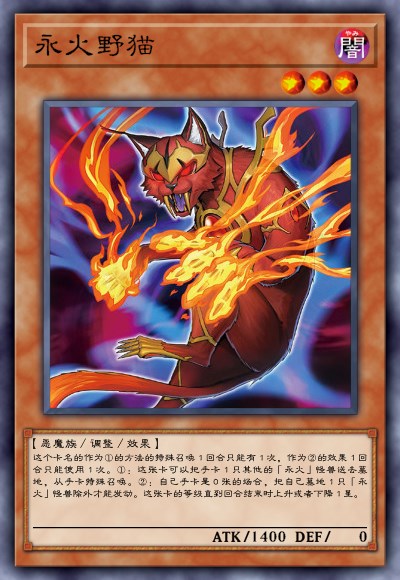 永火野猫
やみ
闇
【恶魔族／调整／效果】
这个卡名的作为①的方法的特殊召唤1回合只能有1次，作为②的效果1回
合只能使用1次。①：这张卡可以把手卡1只其他的「永火」怪兽送去墓
地，从手卡特殊召唤。②：自己手卡是0张的场合，把自己墓地1只「永
火」怪兽除外才能发动。这张卡的等级直到回合结束时上升或者下降1星。
ATK/1400 DEF/ 0